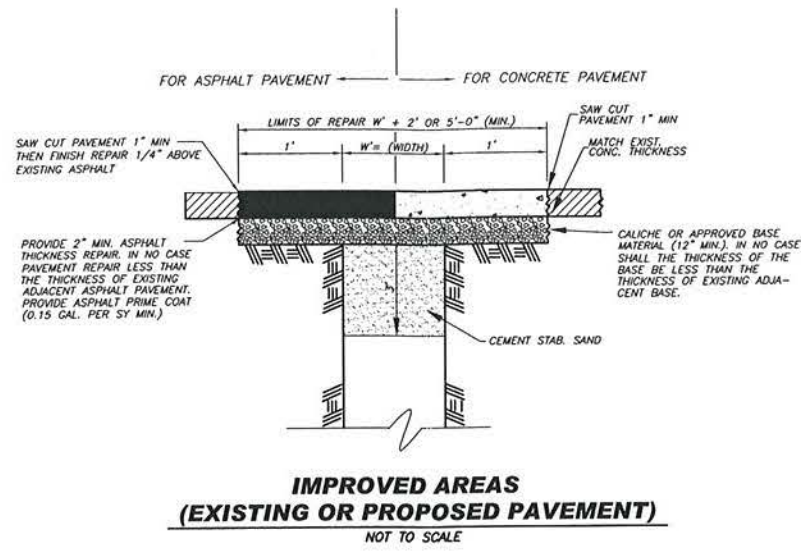 FOR ASPHALT PAVEMENT
FOR CONCRETE PAVEMENT
LIMITS OF REPAIR W' + 2' OR 5'-0" (MIN.)
SAW CUT
PAVEMENT 1" MIN
SAW CUT PAVEMENT 1" MIN
THEN FINISH REPAIR 1/4" ABOVE
EXISTING ASPHALT
1'
W'= (WIDTH)
1'
MATCH EXIST.
CONC. THICKNESS
PROVIDE 2" MIN. ASPHALT
THICKNESS REPAIR. IN NO CASE
PAVEMENT REPAIR LESS THAN
THE THICKNESS OF EXISTING
ADJACENT ASPHALT PAVEMENT.
PROVIDE ASPHALT PRIME COAT
(0.15 GAL. PER SY MIN.)
CALICHE OR APPROVED BASE
MATERIAL (12" MIN.). IN NO CASE
SHALL THE THICKNESS OF THE
BASE BE LESS THAN THE
THICKNESS OF EXISTING ADJA-
CENT BASE.
CEMENT STAB. SAND
IMPROVED AREAS
(EXISTING OR PROPOSED PAVEMENT)
NOT TO SCALE